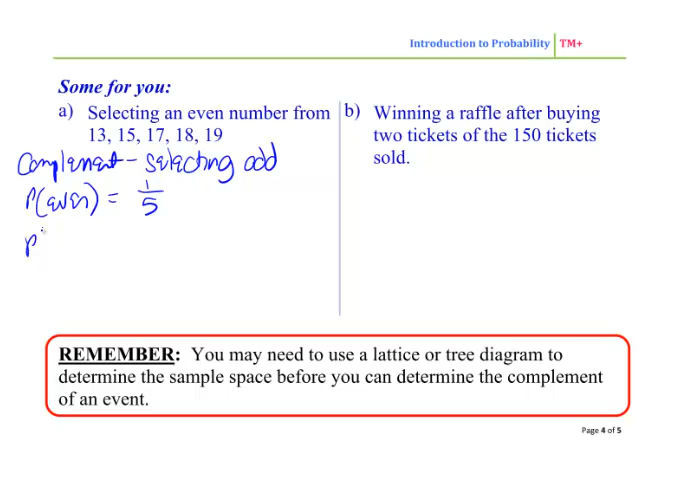 Introduction to Probability TM+
Some for you:
a) Selecting an even number from
13, 15, 17, 18, 19
Complement - selecting odd
P(even) = 1/5
P
b) Winning a raffle after buying
two tickets of the 150 tickets
sold.
REMEMBER: You may need to use a lattice or tree diagram to
determine the sample space before you can determine the complement
of an event.
Page 4 of 5